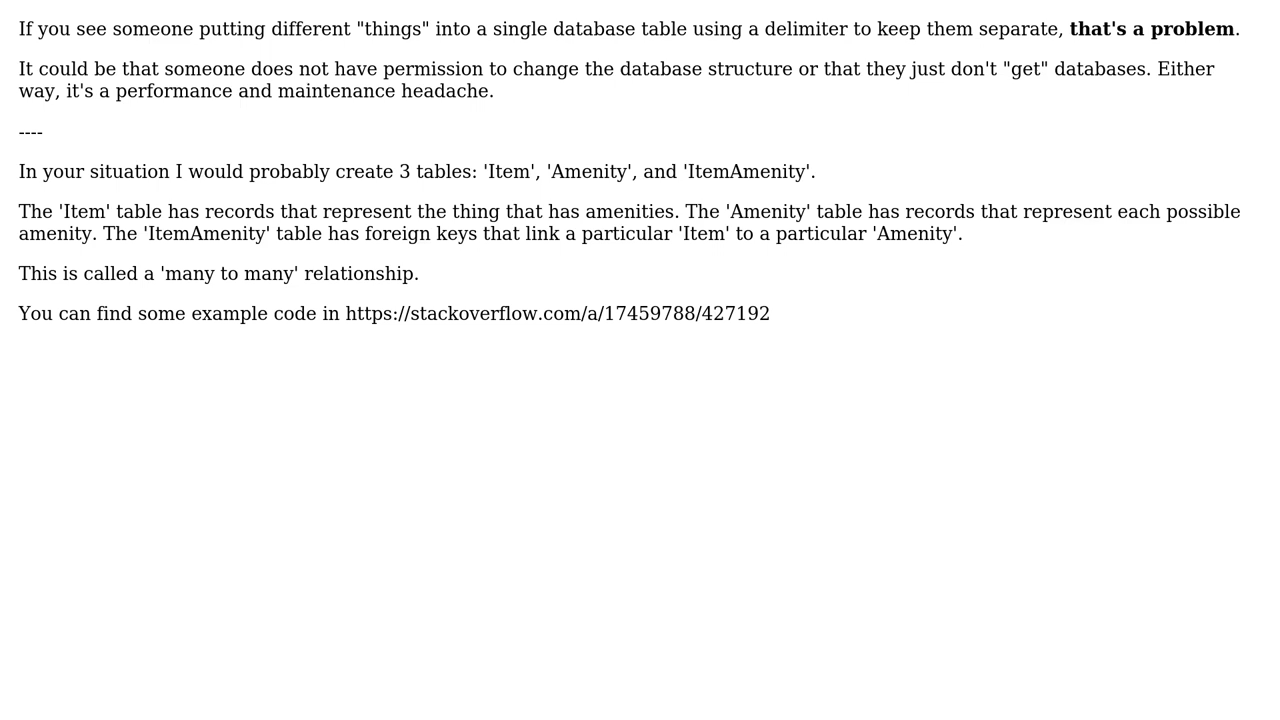 If you see someone putting different "things" into a single database table using a delimiter to keep them separate, that's a problem.
It could be that someone does not have permission to change the database structure or that they just don't "get" databases. Either
way, it's a performance and maintenance headache.
----
In your situation I would probably create 3 tables: 'Item', 'Amenity', and 'ItemAmenity'.
The 'Item' table has records that represent the thing that has amenities. The 'Amenity' table has records that represent each possible
amenity. The 'ItemAmenity' table has foreign keys that link a particular 'Item' to a particular 'Amenity'.
This is called a 'many to many' relationship.
You can find some example code in https://stackoverflow.com/a/17459788/427192